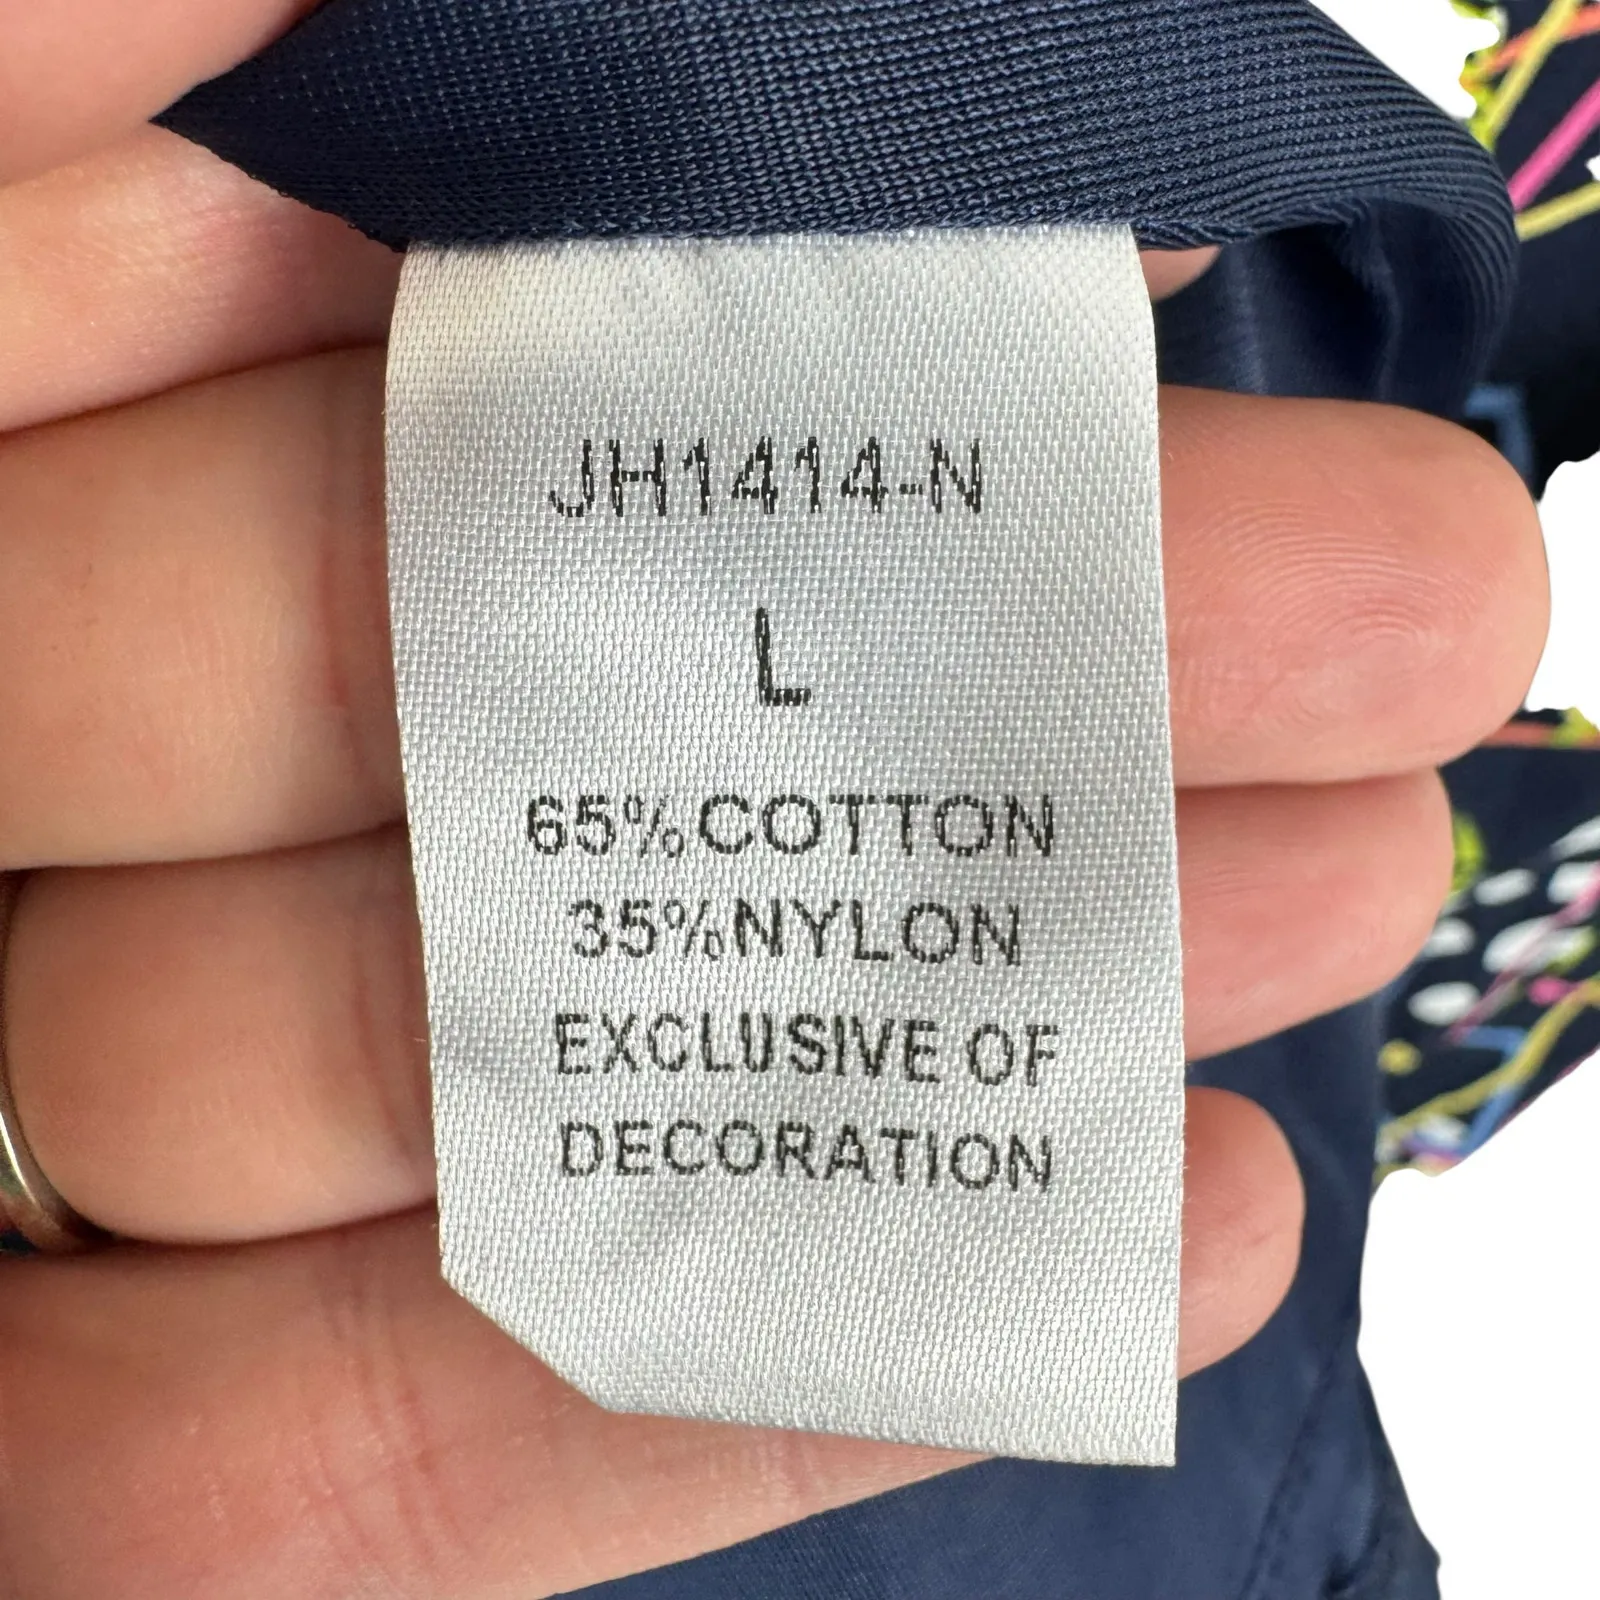 JH1414-N
L
65%COTTON
35%NYLON
EXCLUSIVE OF
DECORATION